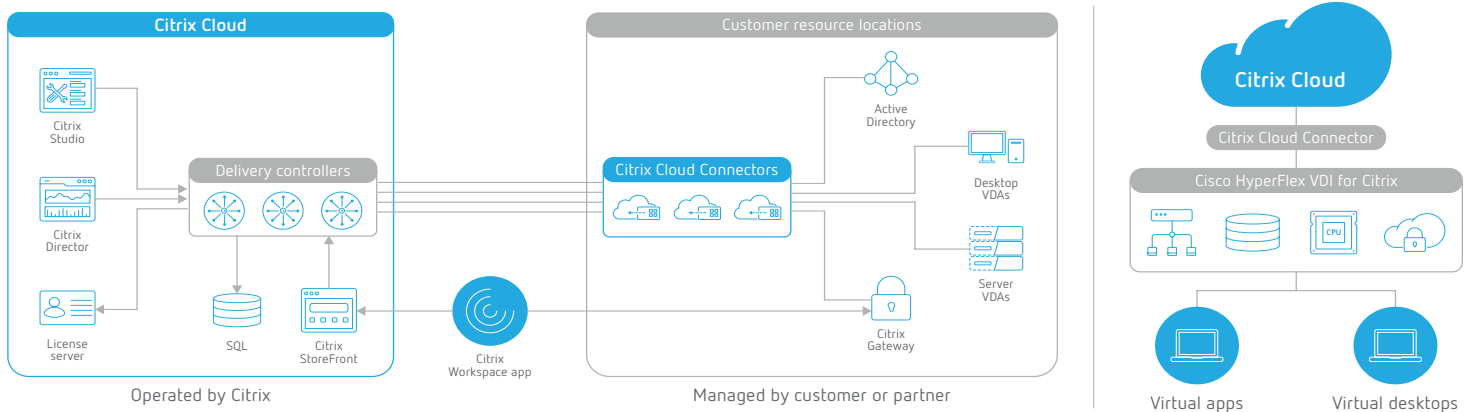 Citrix Cloud
Citrix
Studio
Citrix
Director
License
server
Delivery controllers
SQL
Citrix
StoreFront
Operated by Citrix
Citrix
Workspace app
Customer resource locations
Citrix Cloud Connectors
Active
Directory
Desktop
VDAs
Server
VDAs
Citrix
Gateway
Managed by customer or partner
Citrix Cloud
Citrix Cloud Connector
Cisco HyperFlex VDI for Citrix
CPU
Virtual apps
Virtual desktops